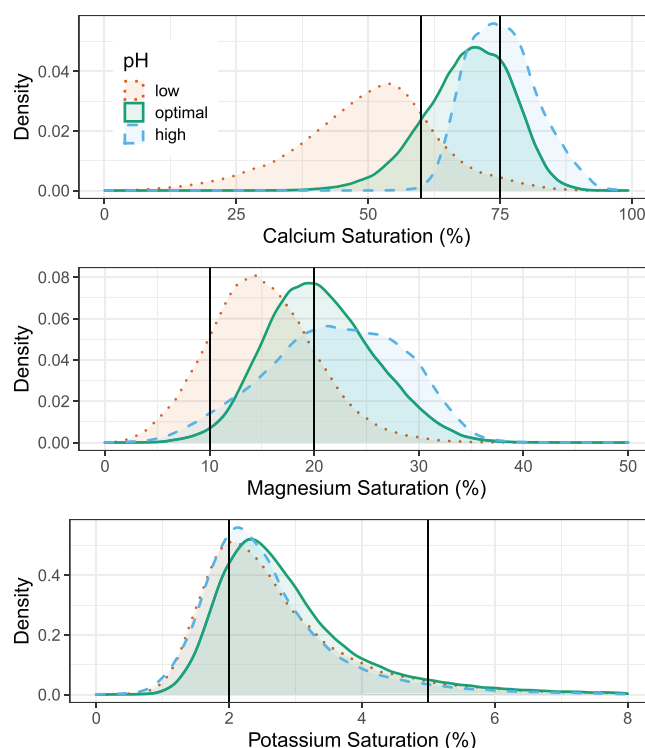 pH
low
optimal
high
Density
0.04
0.02
0.00
0 25 50 75 100
Calcium Saturation (%)
Density
0.08
0.06
0.04
0.02
0.00
0 10 20 30 40 50
Magnesium Saturation (%)
Density
0.4
0.2
0.0
0 2 4 6 8
Potassium Saturation (%)